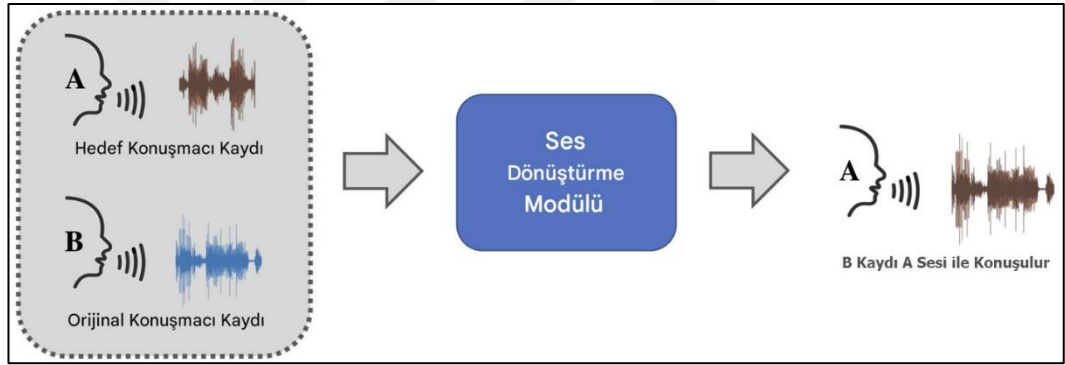 A
Hedef Konuşmacı Kaydı
B
Orijinal Konuşmacı Kaydı
Ses
Dönüştürme
Modülü
A
B Kaydı A Sesi ile Konuşulur